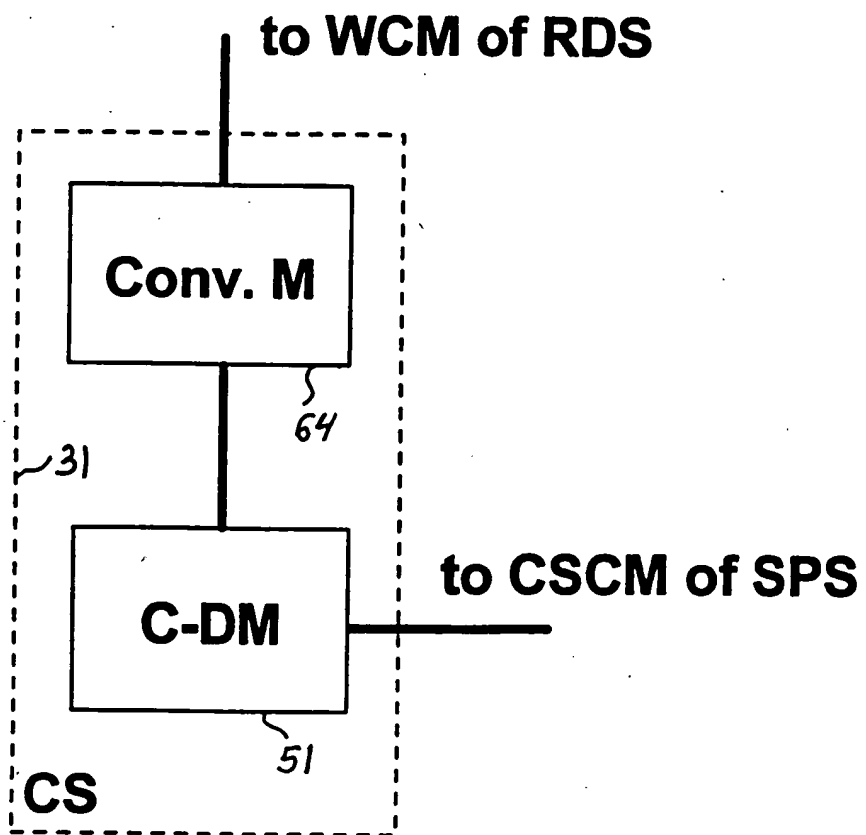 to WCM of RDS
Conv. M
64
31
to CSCM of SPS
C-DM
51
CS